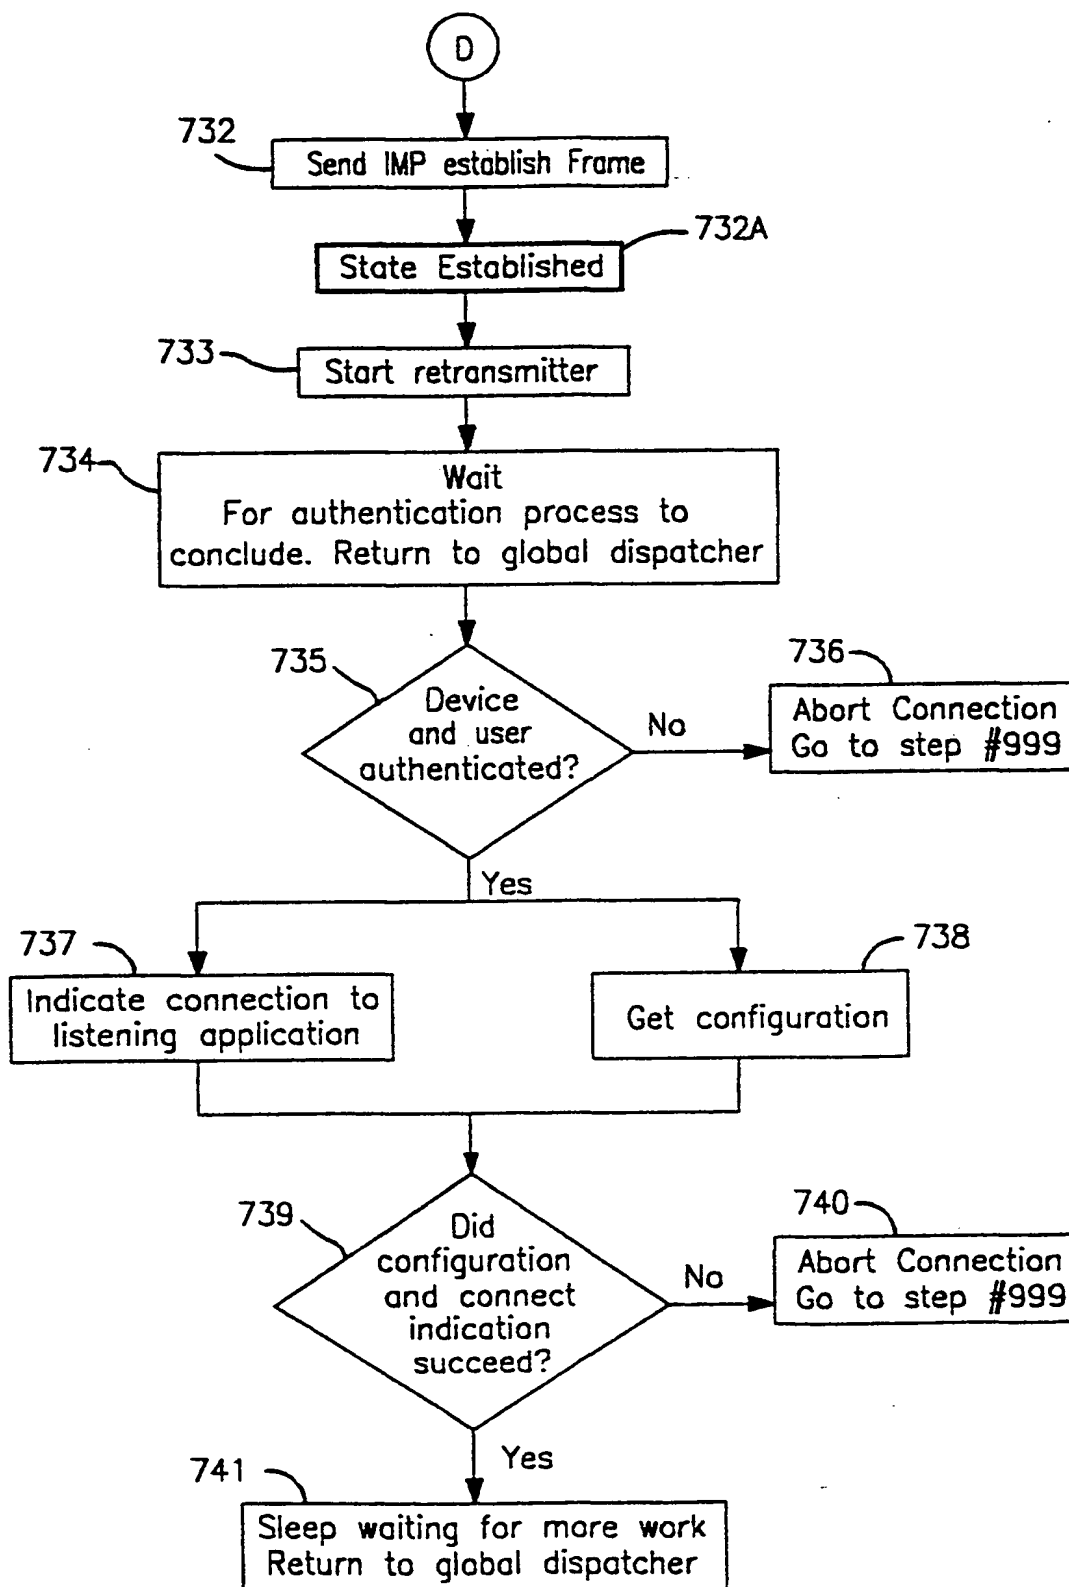 D
732
Send IMP establish Frame
732A
State Established
733
Start retransmitter
734
Wait
For authentication process to
conclude. Return to global dispatcher
735
Device
and user
authenticated?
No
736
Abort Connection
Go to step #999
Yes
737
Indicate connection to
listening application
738
Get configuration
739
Did
configuration
and connect
indication
succeed?
No
740
Abort Connection
Go to step #999
Yes
741
Sleep waiting for more work
Return to global dispatcher